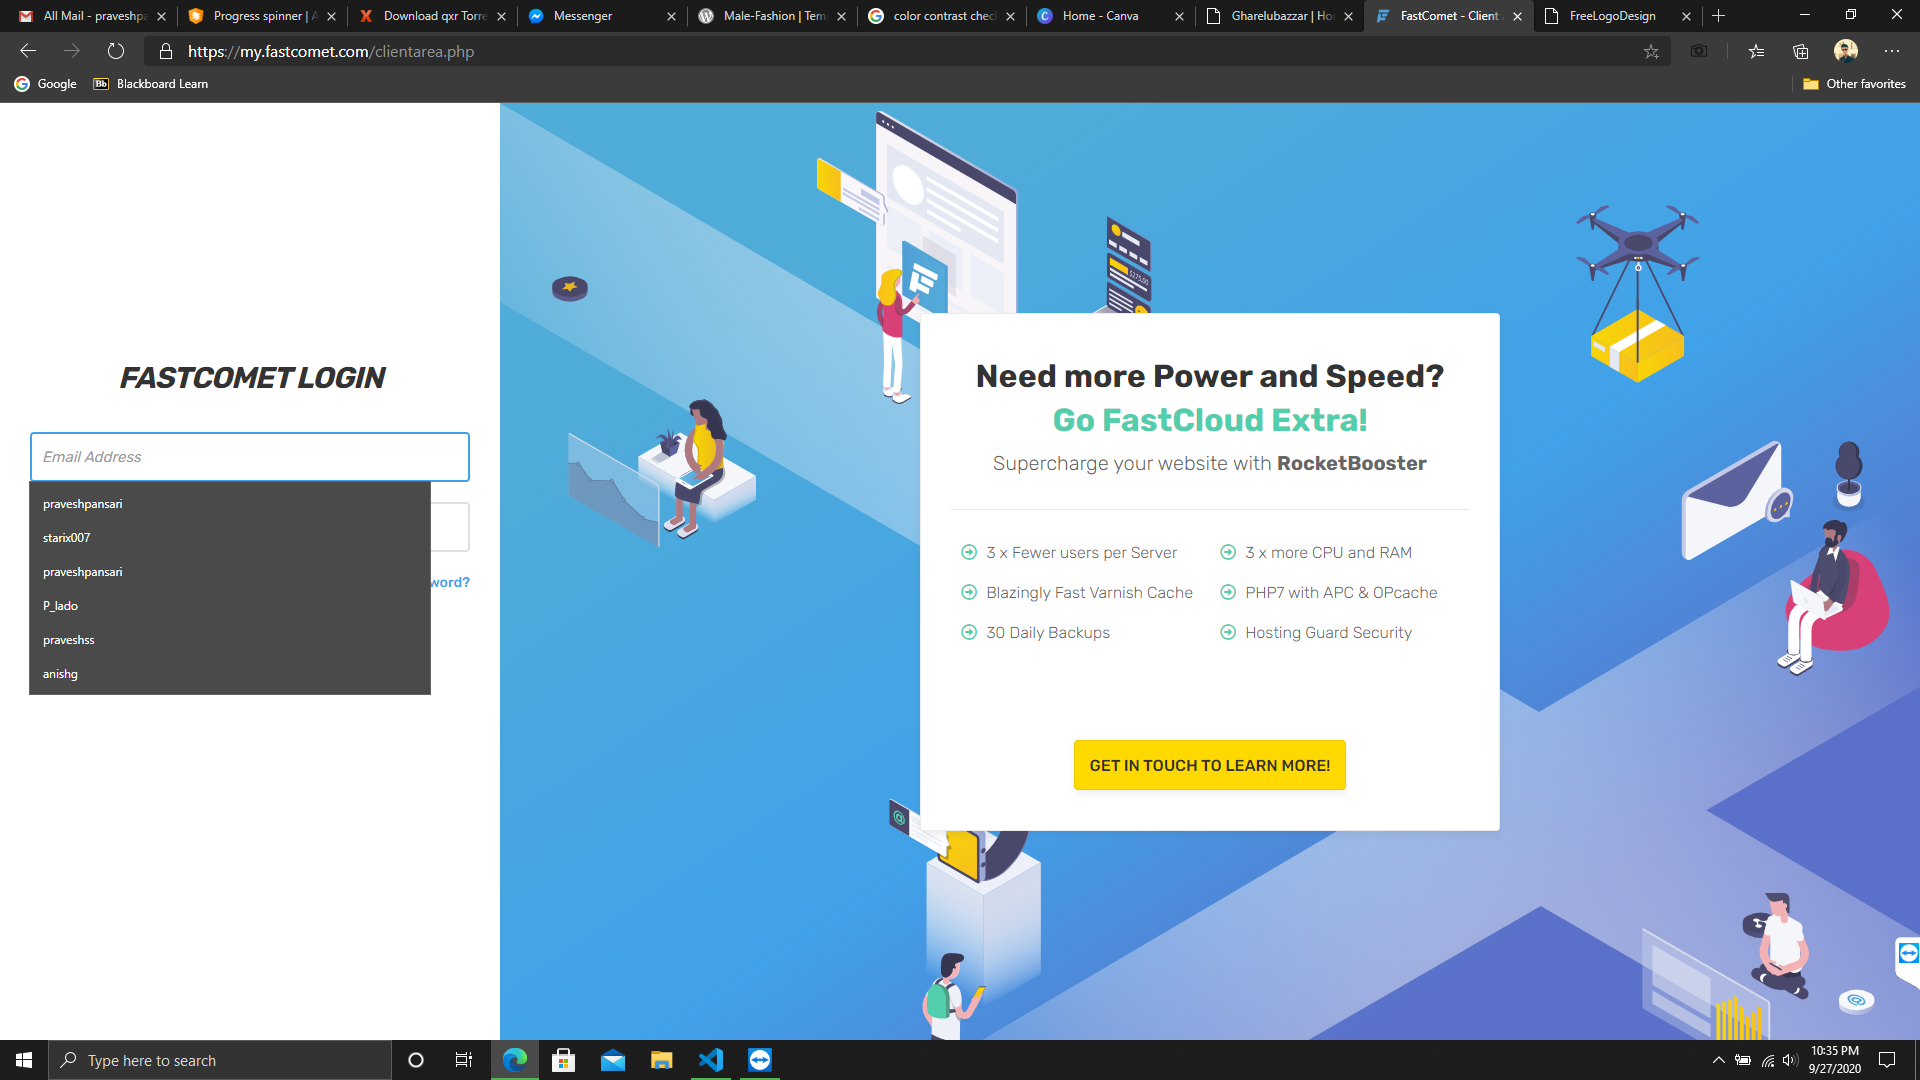 All Mail - praveshpa
Progress spinner | A
Download qxr Torre
Messenger
Male-Fashion | Tem
color contrast chec
Home - Canva
Gharelubazzar | Ho
FastComet - Client
FreeLogoDesign
https://my.fastcomet.com/clientarea.php
Google
Blackboard Learn
Other favorites
FASTCOMET LOGIN
Email Address
praveshpansari
starix007
praveshpansari
P_lado
praveshss
anishg
word?
$275.00
Need more Power and Speed?
Go FastCloud Extra!
Supercharge your website with RocketBooster
3 x Fewer users per Server
3 x more CPU and RAM
Blazingly Fast Varnish Cache
PHP7 with APC & OPcache
30 Daily Backups
Hosting Guard Security
GET IN TOUCH TO LEARN MORE!
Type here to search
10:35 PM
9/27/2020